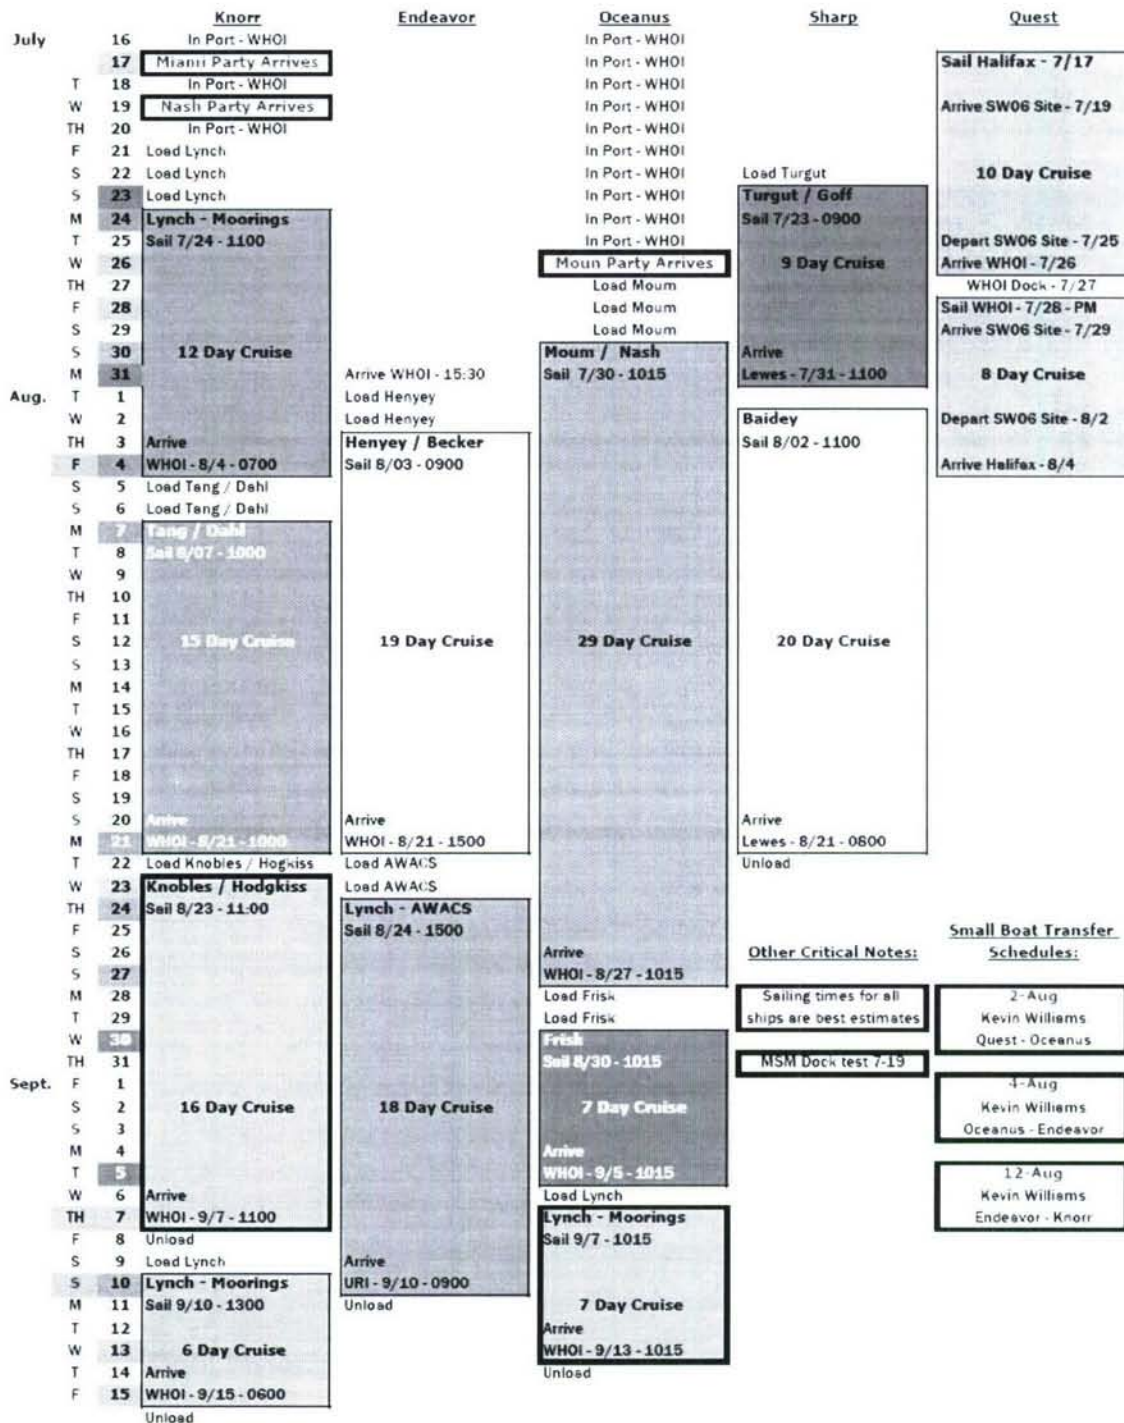 Knorr Endeavor Oceanus Sharp Quest
July 16 In Port - WHOI In Port - WHOI
17 Miami Party Arrives In Port - WHOI Sail Halifax - 7/17
T 18 In Port - WHOI In Port - WHOI
W 19 Nash Party Arrives In Port - WHOI Arrive SW06 Site - 7/19
TH 20 In Port - WHOI In Port - WHOI
F 21 Load Lynch In Port - WHOI
S 22 Load Lynch In Port - WHOI Load Turgut 10 Day Cruise
S 23 Load Lynch In Port - WHOI Turgut / Goff
M 24 Lynch - Moorings In Port - WHOI Sail 7/23 - 0900
T 25 Sail 7/24 - 1100 In Port - WHOI Depart SW06 Site - 7/25
W 26 Moun Party Arrives 9 Day Cruise Arrive WHOI - 7/26
TH 27 Load Moum WHOI Dock - 7/27
F 28 Load Moum Sail WHOI - 7/28 - PM
S 29 Load Moum Arrive SW06 Site - 7/29
S 30 12 Day Cruise Moum / Nash Arrive
M 31 Arrive WHOI - 15:30 Sail 7/30 - 1015 Lewes - 7/31 - 1100 8 Day Cruise
Aug. T 1 Load Henyey
W 2 Load Henyey Baidey Depart SW06 Site - 8/2
TH 3 Arrive Henyey / Becker Sail 8/02 - 1100
F 4 WHOI - 8/4 - 0700 Sail 8/03 - 0900 Arrive Halifax - 8/4
S 5 Load Tang / Dahl
S 6 Load Tang / Dahl
M 7 Tang / Dahl
T 8 Sail 8/07 - 1000
W 9
TH 10
F 11
S 12 15 Day Cruise 19 Day Cruise 29 Day Cruise 20 Day Cruise
S 13
M 14
T 15
W 16
TH 17
F 18
S 19
S 20 Arrive Arrive Arrive
M 21 WHOI - 8/21 - 1000 WHOI - 8/21 - 1500 Lewes - 8/21 - 0800
T 22 Load Knobles / Hogkiss Load AWACS Unload
W 23 Knobles / Hodgkiss Load AWACS
TH 24 Sail 8/23 - 11:00 Lynch - AWACS
F 25 Sail 8/24 - 1500 Small Boat Transfer
S 26 Arrive Other Critical Notes: Schedules:
S 27 WHOI - 8/27 - 1015
M 28 Load Frisk Sailing times for all 2-Aug
T 29 Load Frisk ships are best estimates Kevin Williams
W 30 Frisk Quest - Oceanus
TH 31 Sail 8/30 - 1015 MSM Dock test 7-19
Sept. F 1 4-Aug
S 2 16 Day Cruise 18 Day Cruise 7 Day Cruise Kevin Williams
S 3 Oceanus - Endeavor
M 4 Arrive
T 5 WHOI - 9/5 - 1015 12-Aug
W 6 Arrive Load Lynch Kevin Williams
TH 7 WHOI - 9/7 - 1100 Lynch - Moorings Endeavor - Knorr
F 8 Unload Sail 9/7 - 1015
S 9 Load Lynch Arrive
S 10 Lynch - Moorings URI - 9/10 - 0900
M 11 Sail 9/10 - 1300 Unload 7 Day Cruise
T 12 Arrive
W 13 6 Day Cruise WHOI - 9/13 - 1015
T 14 Arrive Unload
F 15 WHOI - 9/15 - 0600
Unload